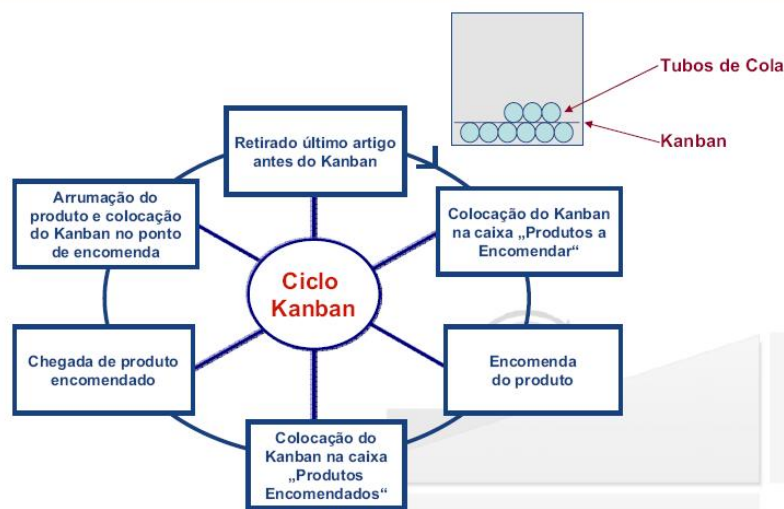 Tubos de Cola
Kanban
Retirado último artigo
antes do Kanban
Colocação do Kanban
na caixa „Produtos a
Encomendar“
Encomenda
do produto
Colocação do
Kanban na caixa
„Produtos
Encomendados“
Chegada de produto
encomendado
Arrumação do
produto e colocação
do Kanban no ponto
de encomenda
Ciclo
Kanban